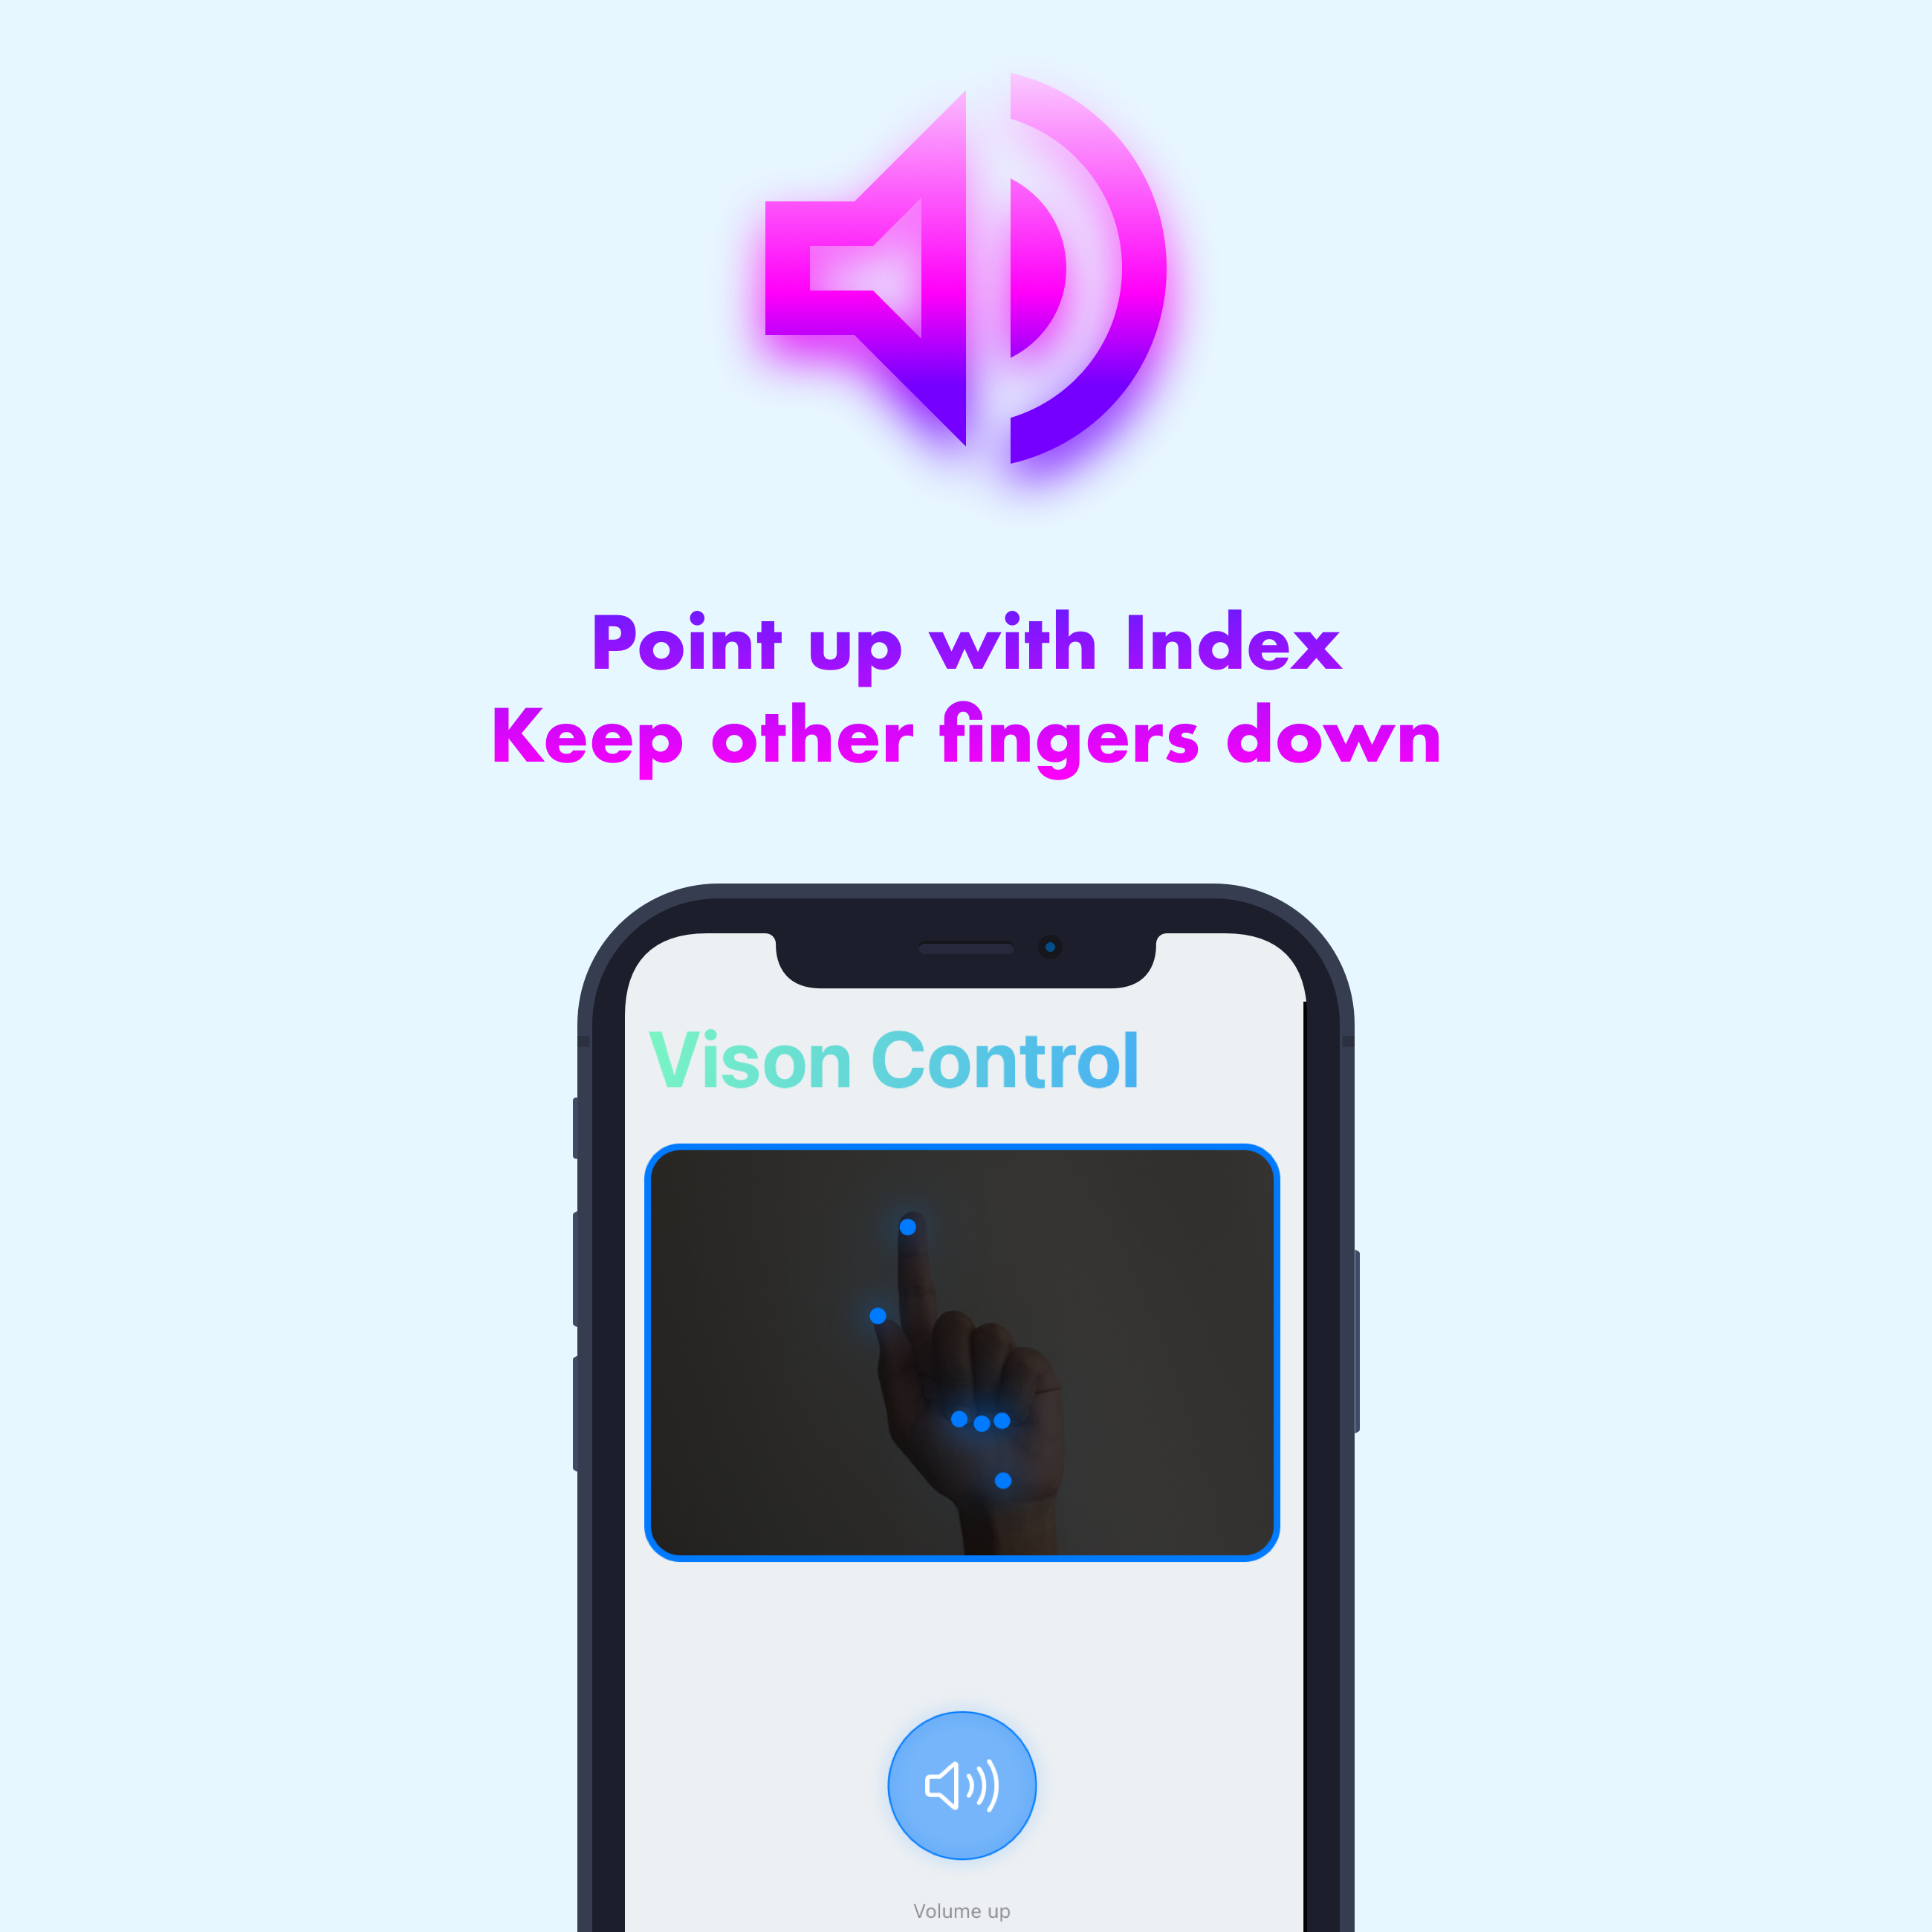 Point up with Index
Keep other fingers down
Vison Control
Volume up